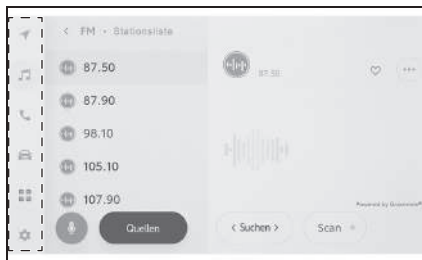 < FM • Stationsliste
87.50
87.90
98.10
105.10
107.90
Quellen
87.50
Powered by Gracenote®
< Suchen >
Scan